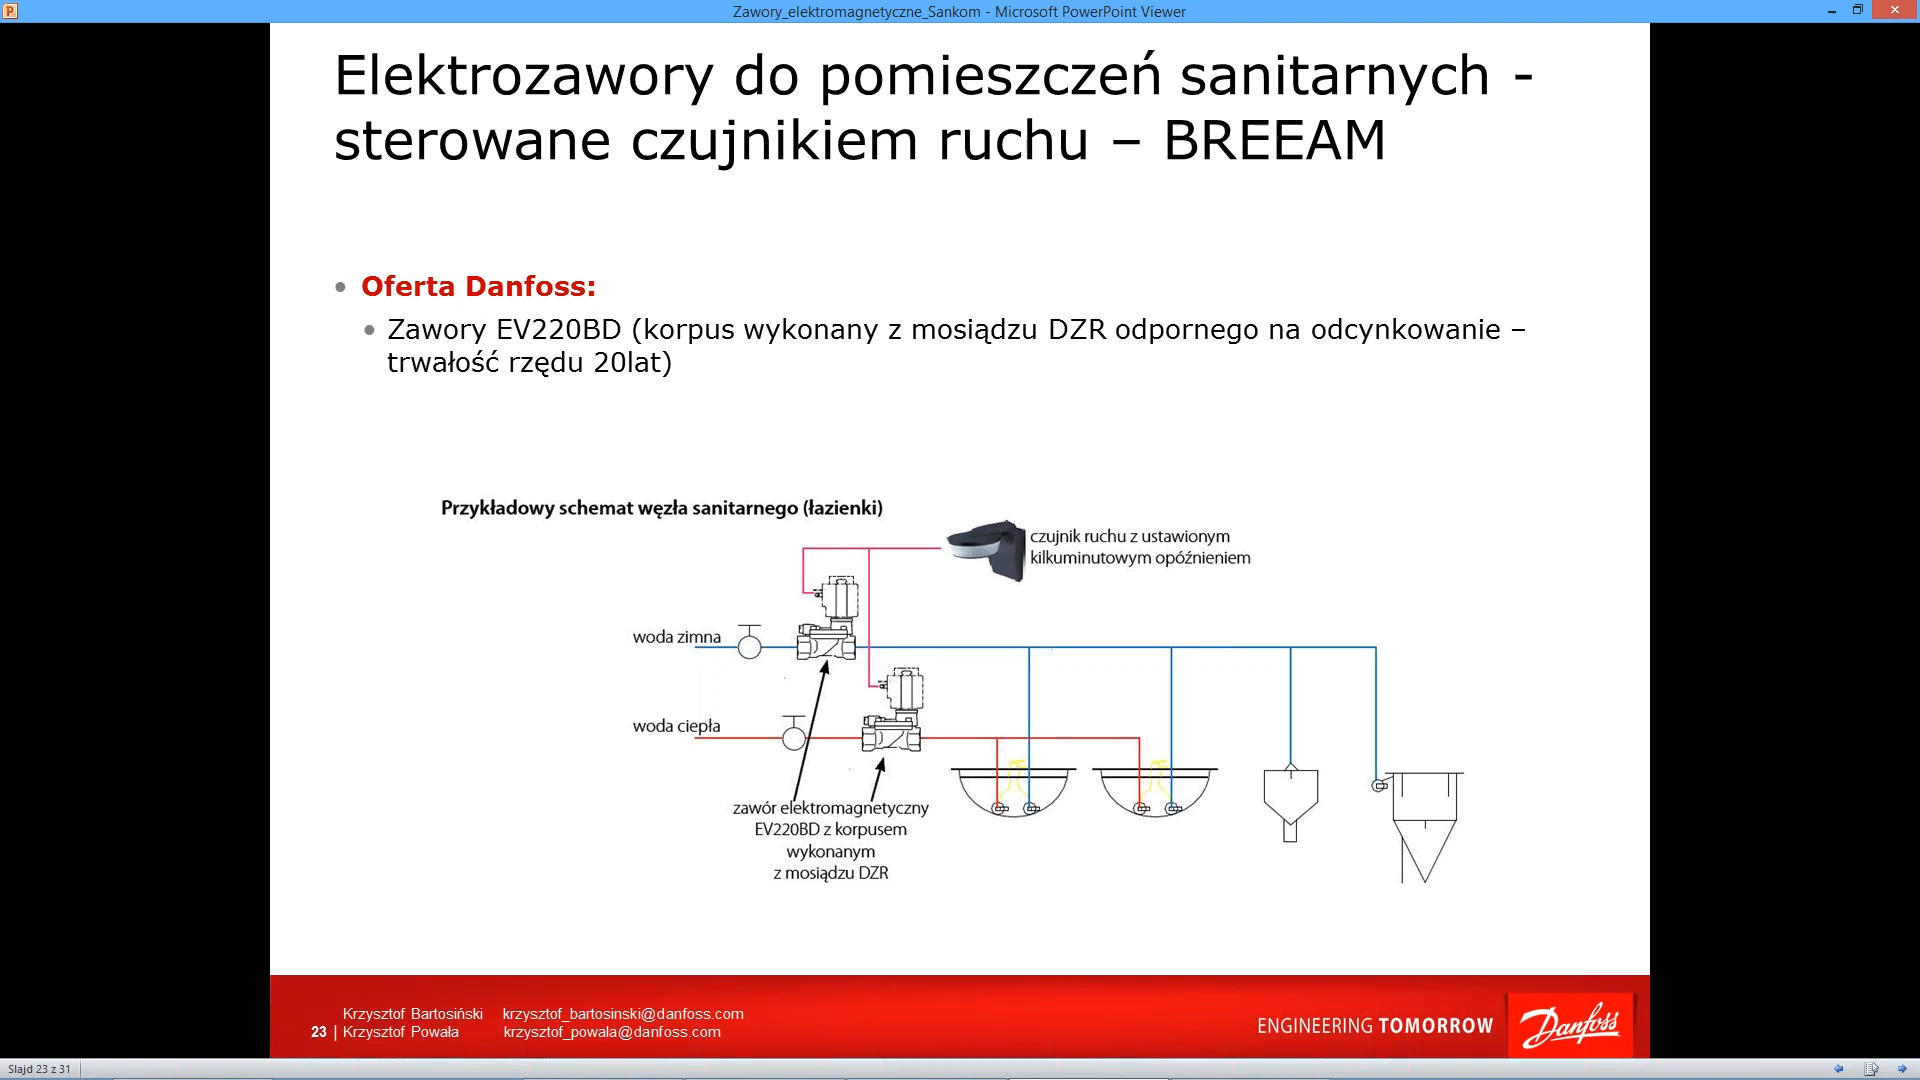 Zawory_elektromagnetyczne_Sankom - Microsoft PowerPoint Viewer
Elektrozawory do pomieszczeń sanitarnych -
sterowane czujnikiem ruchu – BREEAM
Oferta Danfoss:
Zawory EV220BD (korpus wykonany z mosiądzu DZR odpornego na odcynkowanie –
trwałość rzędu 20lat)
Przykładowy schemat węzła sanitarnego (łazienki)
czujnik ruchu z ustawionym
kilkuminutowym opóźnieniem
woda zimna
woda ciepła
zawór elektromagnetyczny
EV220BD z korpusem
wykonanym
z mosiądzu DZR
Krzysztof Bartosiński krzysztof_bartosinski@danfoss.com
23 | Krzysztof Powała krzysztof_powala@danfoss.com
ENGINEERING TOMORROW
Danfoss
Slajd 23 z 31